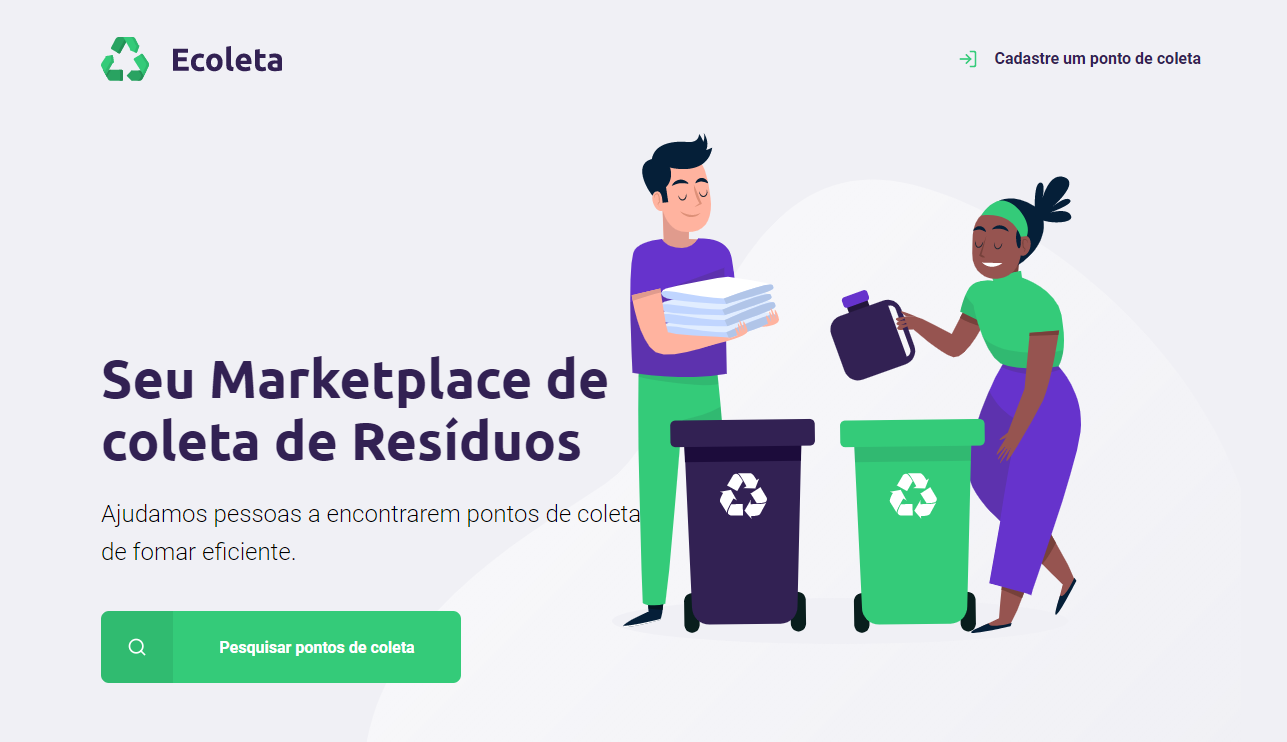 Ecoleta
Cadastre um ponto de coleta
Seu Marketplace de
coleta de Resíduos
Ajudamos pessoas a encontrarem pontos de coleta
de fomar eficiente.
Pesquisar pontos de coleta